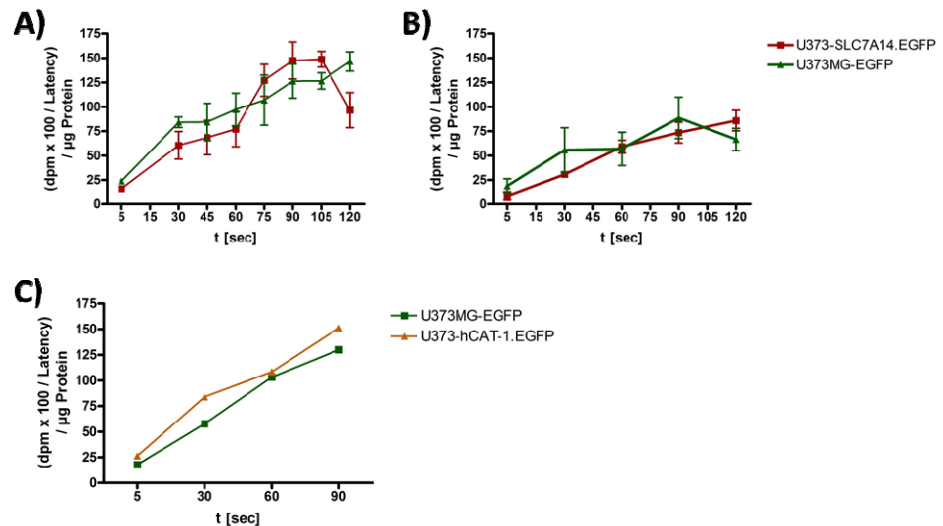 A)
(dpm x 100 / Latency)
/ µg Protein
175
150
125
100
75
50
25
0
5 15 30 45 60 75 90 105 120
t [sec]
B)
(dpm x 100 / Latency)
/ µg Protein
175
150
125
100
75
50
25
0
5 15 30 45 60 75 90 105 120
t [sec]
U373-SLC7A14.EGFP
U373MG-EGFP
C)
(dpm x 100 / Latency)
/ µg Protein
175
150
125
100
75
50
25
0
5 30 60 90
t [sec]
U373MG-EGFP
U373-hCAT-1.EGFP